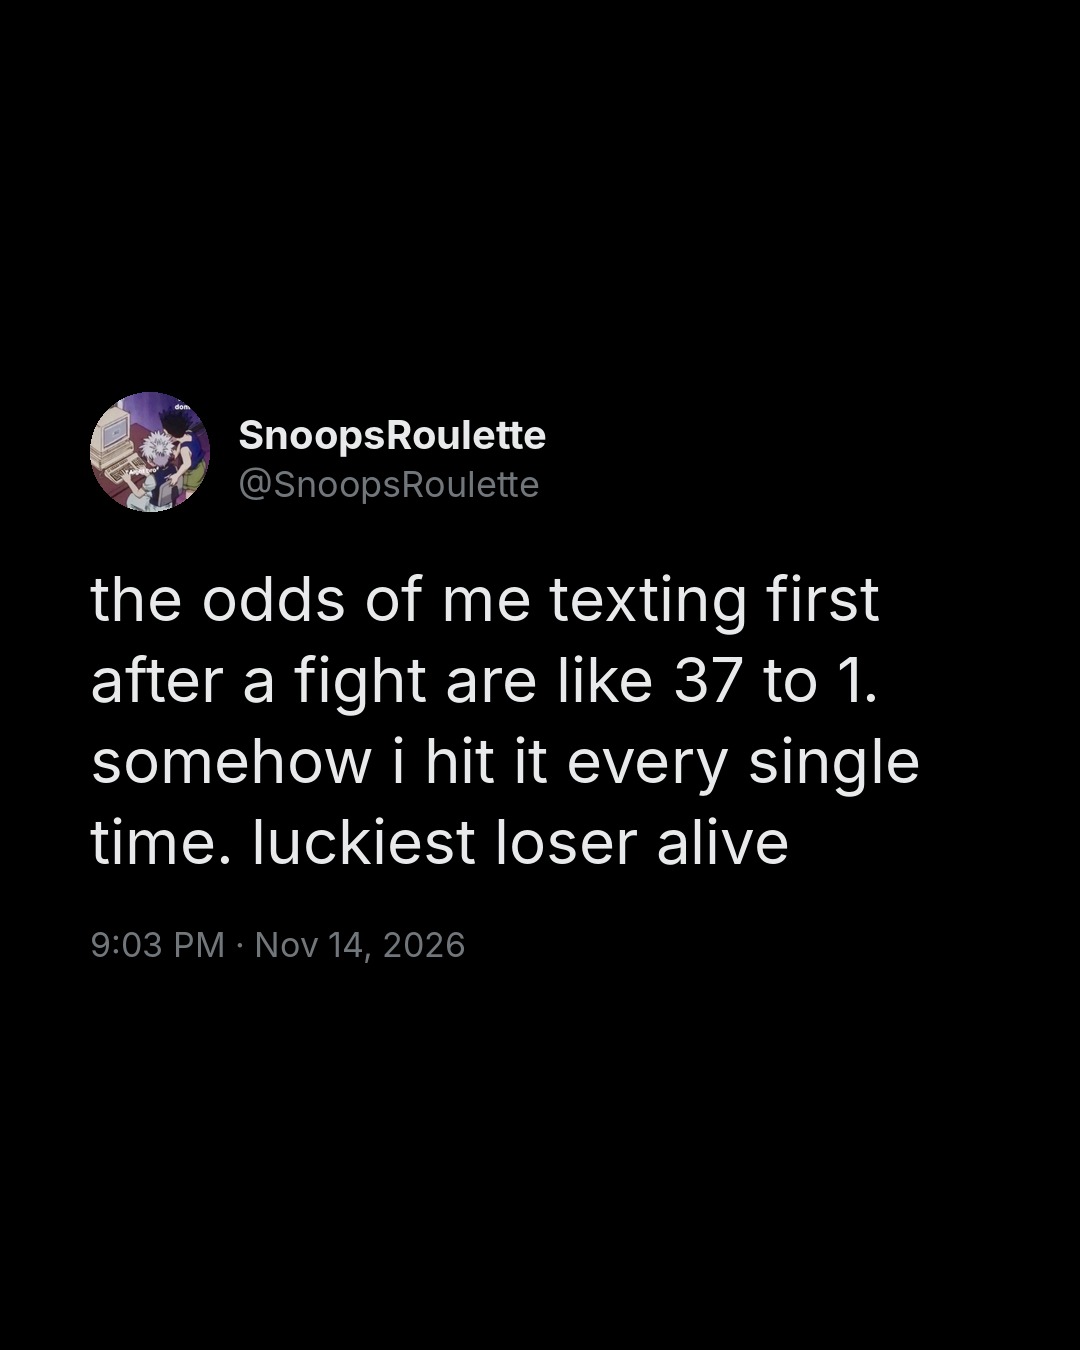 SnoopsRoulette
@SnoopsRoulette
the odds of me texting first
after a fight are like 37 to 1.
somehow i hit it every single
time. luckiest loser alive
9:03 PM · Nov 14, 2026